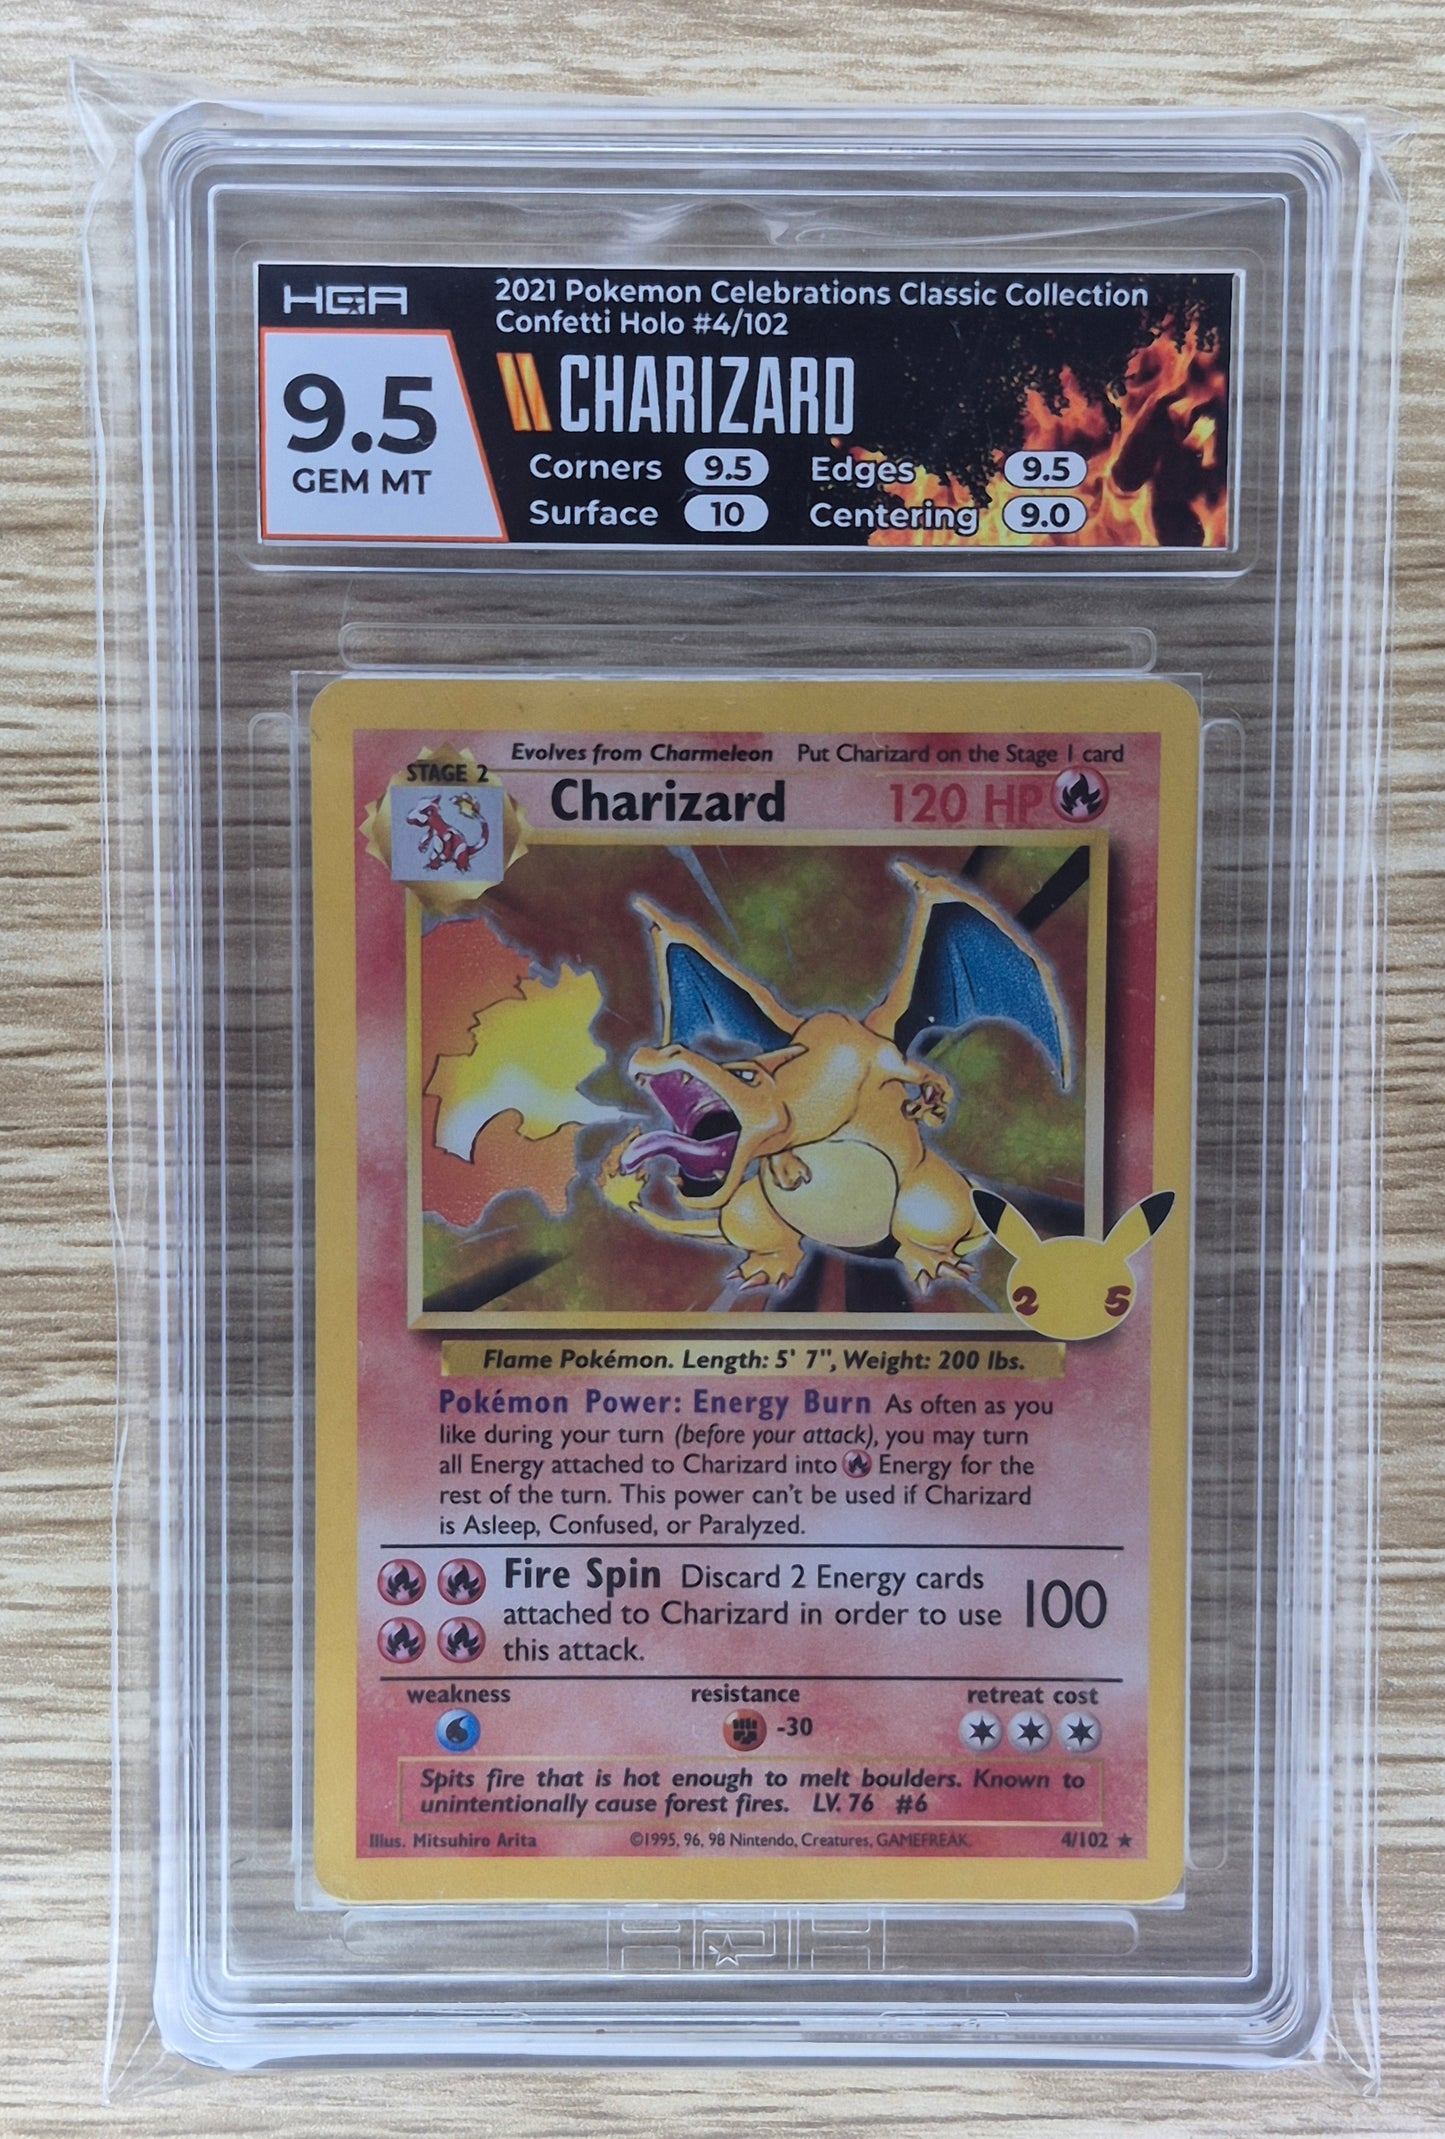 HGA
2021 Pokemon Celebrations Classic Collection
Confetti Holo #4/102
CHARIZARD
9.5
GEM MT
Corners 9.5 Edges 9.5
Surface 10 Centering 9.0
Evolves from Charmeleon Put Charizard on the Stage 1 card
STAGE 2
Charizard 120 HP
25
Flame Pokémon. Length: 5' 7", Weight: 200 lbs.
Pokémon Power: Energy Burn As often as you
like during your turn (before your attack), you may turn
all Energy attached to Charizard into Energy for the
rest of the turn. This power can't be used if Charizard
is Asleep, Confused, or Paralyzed.
Fire Spin Discard 2 Energy cards
attached to Charizard in order to use 100
this attack.
weakness resistance retreat cost
-30
Spits fire that is hot enough to melt boulders. Known to
unintentionally cause forest fires. LV. 76 #6
Illus. Mitsuhiro Arita ©1995, 96, 98 Nintendo, Creatures, GAMEFREAK. 4/102 ★
HGA